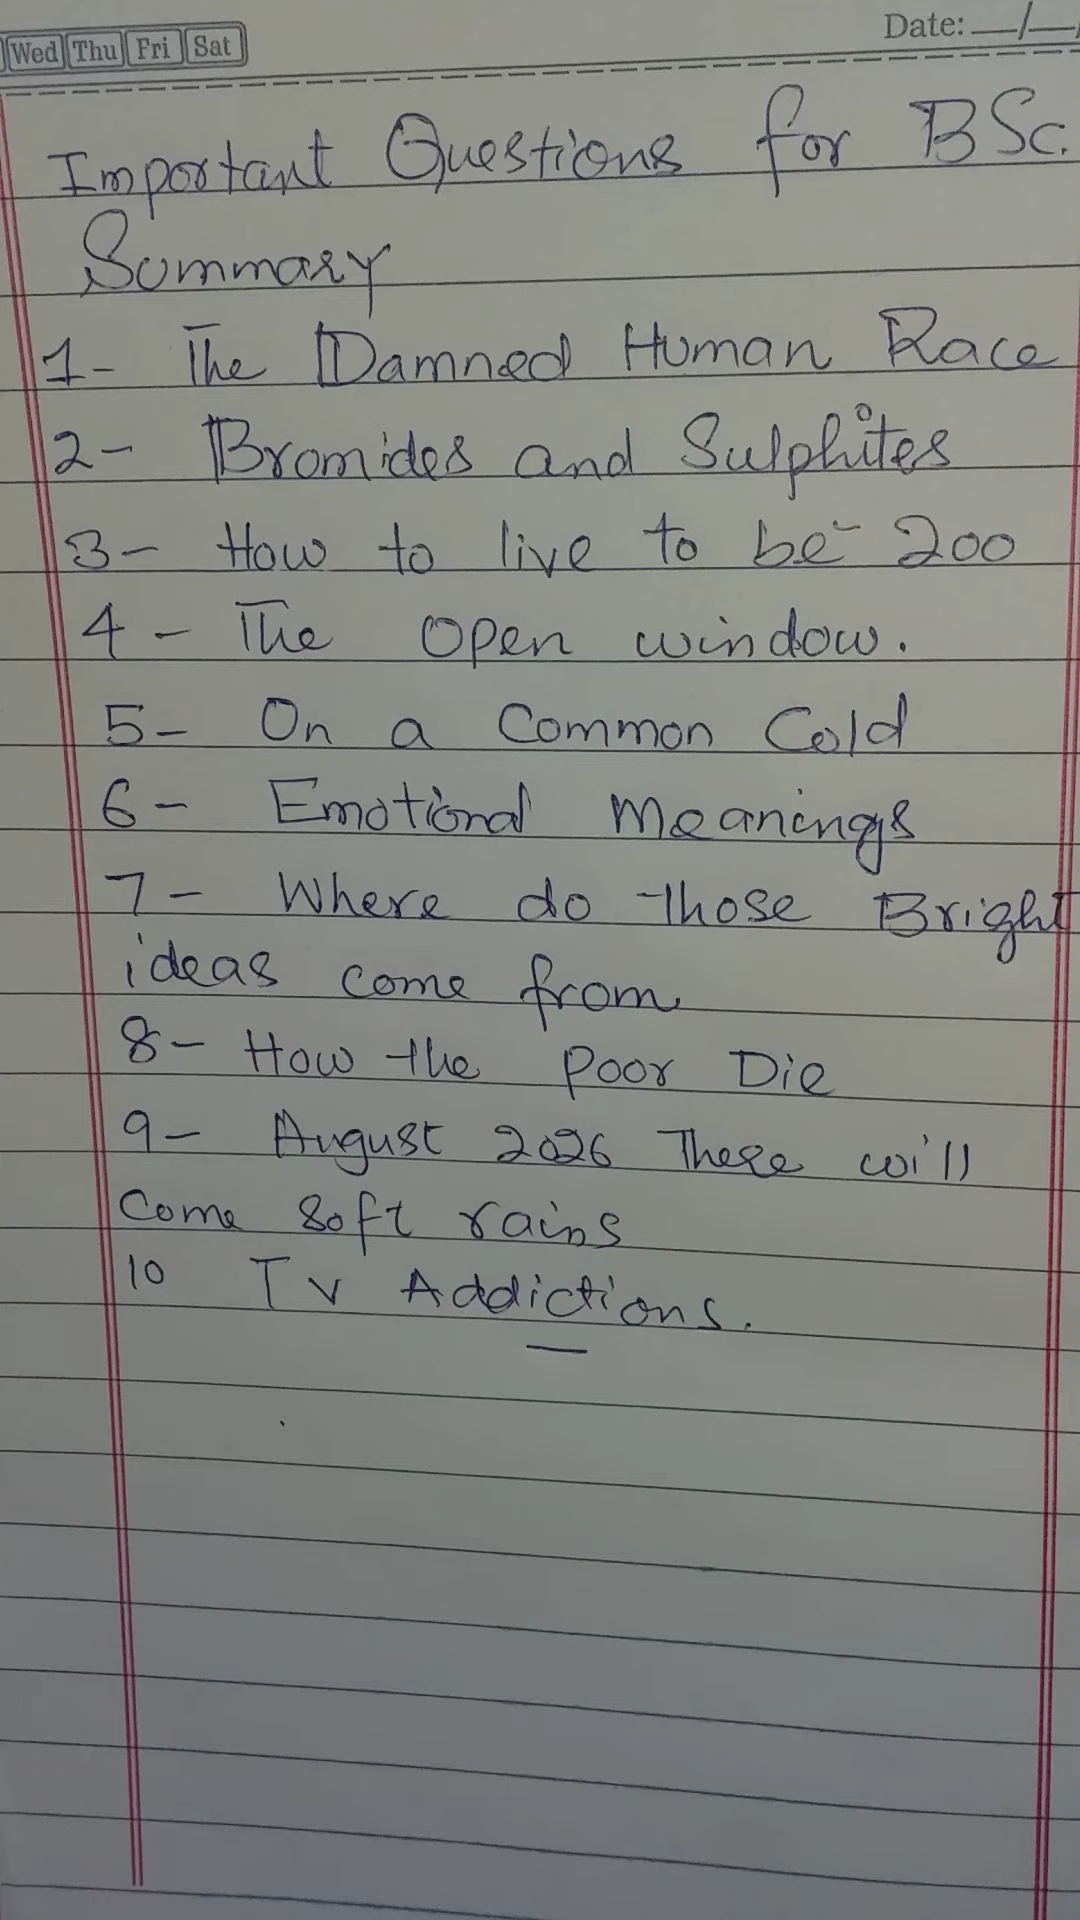 Wed Thu Fri Sat
Date: __/__/
Important Questions for BSc.
Summary
1- The Damned Human Race
2- Bromides and Sulphites
3- How to live to be 200
4- The Open window.
5- On a Common Cold
6- Emotional Meanings
7- Where do those Bright
ideas come from
8- How the Poor Die
9- August 2026 There will
Come soft rains
10 TV Addictions.